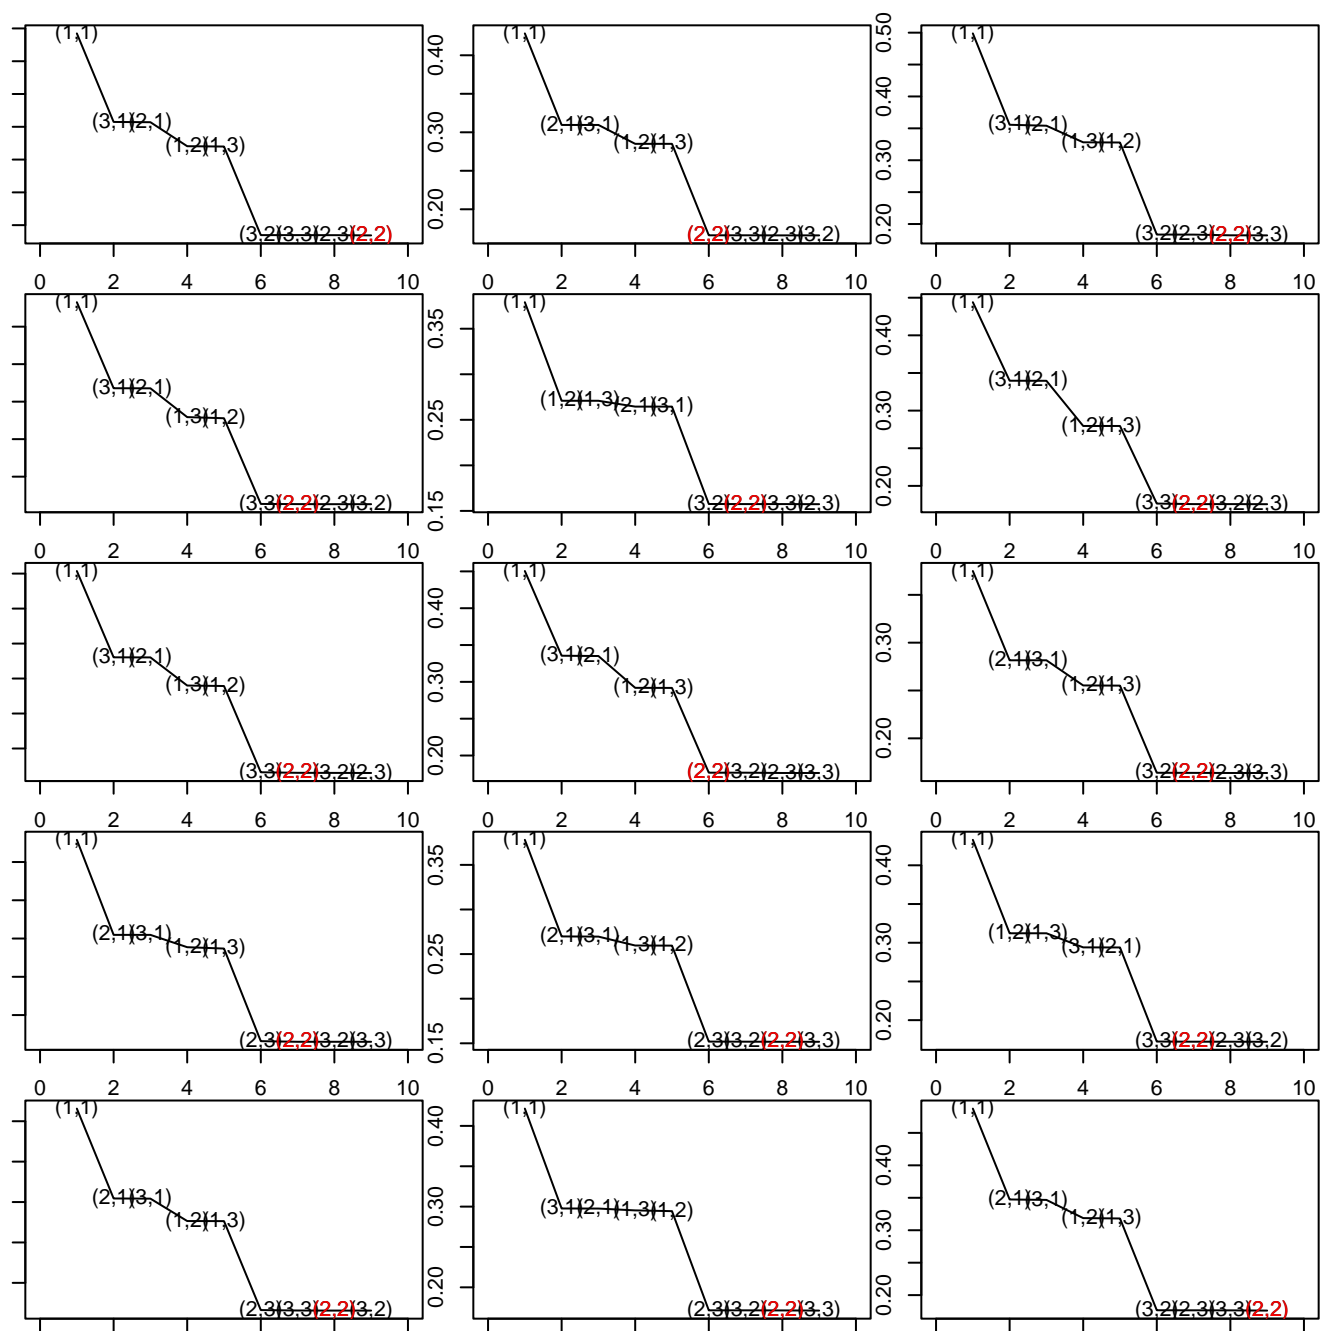 (1,1) (1,1) (1,1)
0.40 0.50
(3,1) (2,1) (2,1) (3,1) (3,1) (2,1)
0.40
(1,2) (1,3) 0.30 (1,2) (1,3) 0.30 (1,3) (1,2)
0.20 0.20
(3,2) (3,3) (2,3) (2,2) (2,2) (3,3) (2,3) (3,2) (3,2) (2,3) (2,2) (3,3)
0 2 4 6 8 10 0 2 4 6 8 10 0 2 4 6 8 10
(1,1) (1,1) (1,1)
0.35 0.40
(3,1) (2,1) (1,2) (1,3) (2,1) (3,1) (3,1) (2,1)
(1,3) (1,2) 0.25 0.30 (1,2) (1,3)
0.15 0.20
(3,3) (2,2) (2,3) (3,2) (3,2) (2,2) (3,3) (2,3) (3,3) (2,2) (3,2) (2,3)
0 2 4 6 8 10 0 2 4 6 8 10 0 2 4 6 8 10
(1,1) (1,1) (1,1)
0.40 0.30
(3,1) (2,1) (3,1) (2,1) (2,1) (3,1)
(1,3) (1,2) 0.30 (1,2) (1,3) (1,2) (1,3)
0.20 0.20
(3,3) (2,2) (3,2) (2,3) (2,2) (3,2) (2,3) (3,3) (3,2) (2,2) (2,3) (3,3)
0 2 4 6 8 10 0 2 4 6 8 10 0 2 4 6 8 10
(1,1) (1,1) (1,1)
0.35 0.40
(2,1) (3,1) (2,1) (3,1) (1,2) (1,3)
(1,2) (1,3) 0.25 (1,3) (1,2) 0.30 (3,1) (2,1)
0.15 0.20
(2,3) (2,2) (3,2) (3,3) (2,3) (3,2) (2,2) (3,3) (3,3) (2,2) (2,3) (3,2)
0 2 4 6 8 10 0 2 4 6 8 10 0 2 4 6 8 10
(1,1) (1,1) (1,1)
0.40 0.40
(2,1) (3,1) (3,1) (2,1) (1,3) (1,2) (2,1) (3,1)
(1,2) (1,3) 0.30 0.30 (1,2) (1,3)
0.20 0.20
(2,3) (3,3) (2,2) (3,2) (2,3) (3,2) (2,2) (3,3) (3,2) (2,3) (3,3) (2,2)